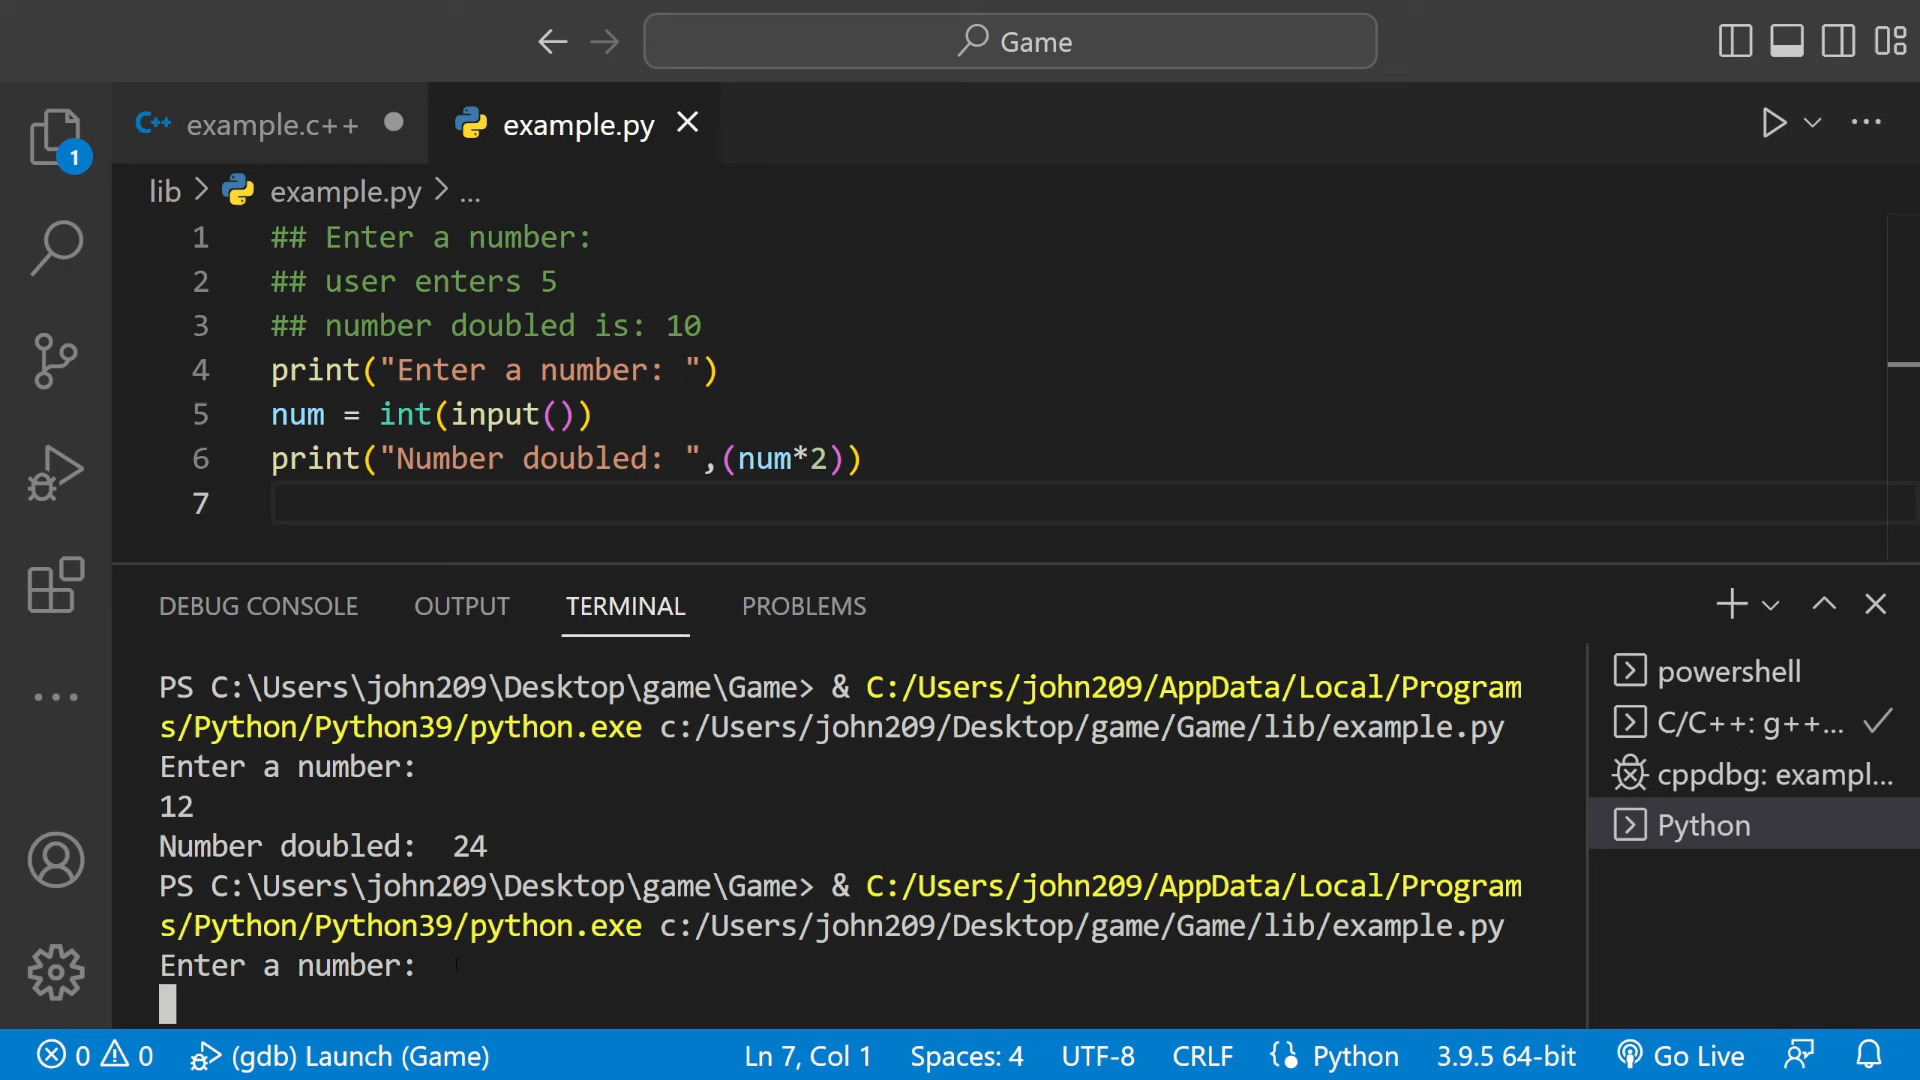 Game
1
C++ example.c++
example.py
lib > example.py > ...
1 ## Enter a number:
2 ## user enters 5
3 ## number doubled is: 10
4 print("Enter a number: ")
5 num = int(input())
6 print("Number doubled: ",(num*2))
7
DEBUG CONSOLE OUTPUT TERMINAL PROBLEMS
PS C:\Users\john209\Desktop\game\Game> & C:/Users/john209/AppData/Local/Program
s/Python/Python39/python.exe c:/Users/john209/Desktop/game/Game/lib/example.py
Enter a number:
12
Number doubled:  24
PS C:\Users\john209\Desktop\game\Game> & C:/Users/john209/AppData/Local/Program
s/Python/Python39/python.exe c:/Users/john209/Desktop/game/Game/lib/example.py
Enter a number:
powershell
C/C++: g++...
cppdbg: exampl...
Python
0 0 (gdb) Launch (Game) Ln 7, Col 1 Spaces: 4 UTF-8 CRLF Python 3.9.5 64-bit Go Live